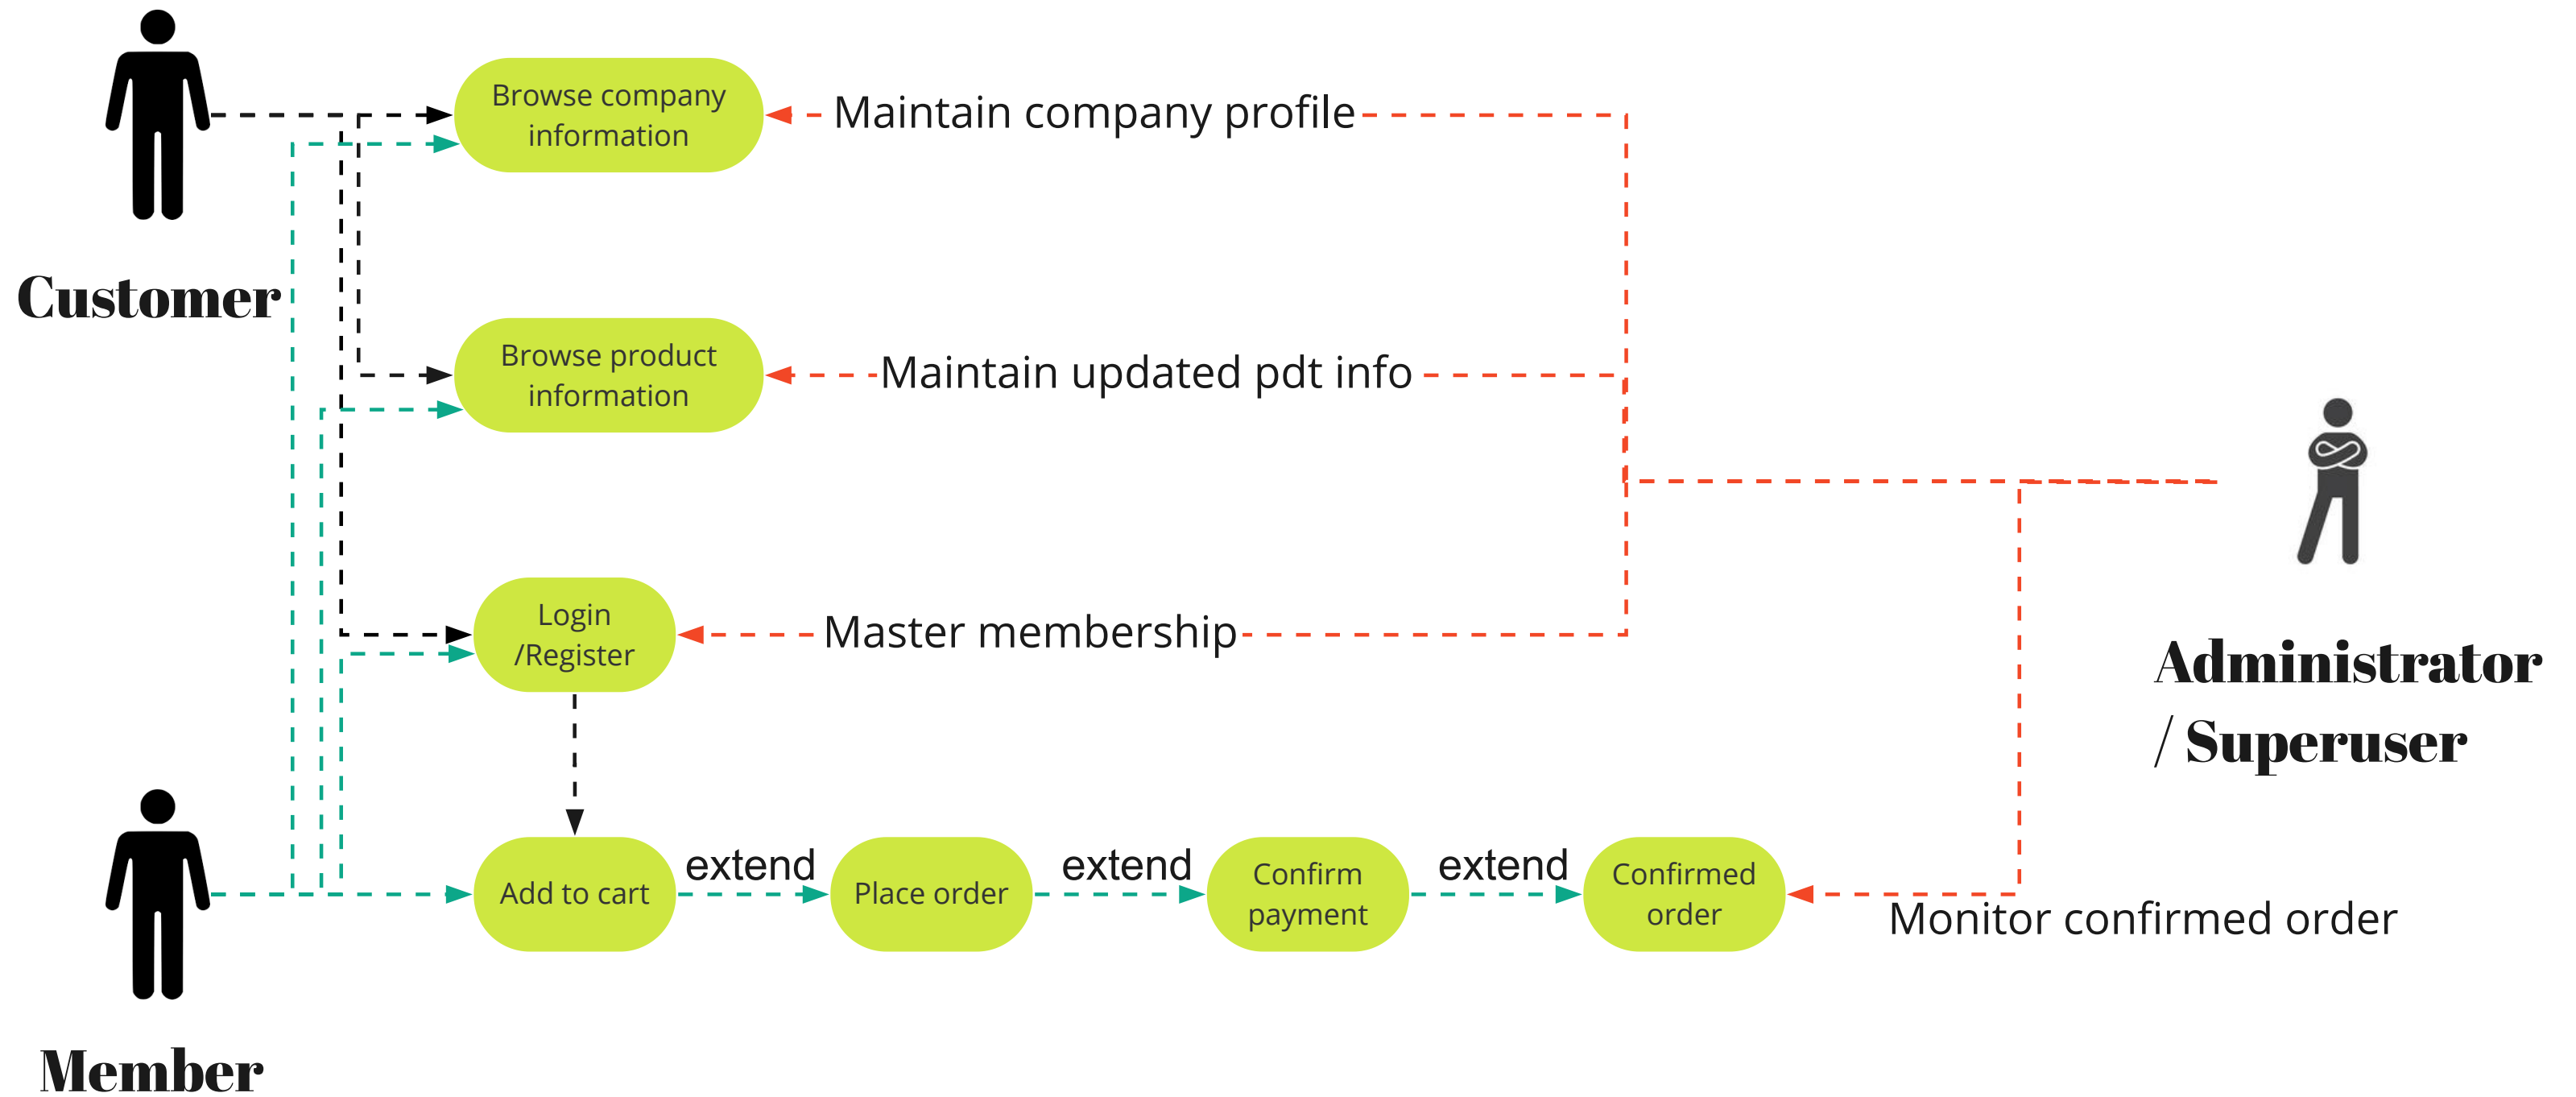 Browse company
information
Maintain company profile
Customer
Browse product
information
Maintain updated pdt info
Login
/Register
Master membership
Administrator
/ Superuser
Add to cart
extend
Place order
extend
Confirm
payment
extend
Confirmed
order
Monitor confirmed order
Member